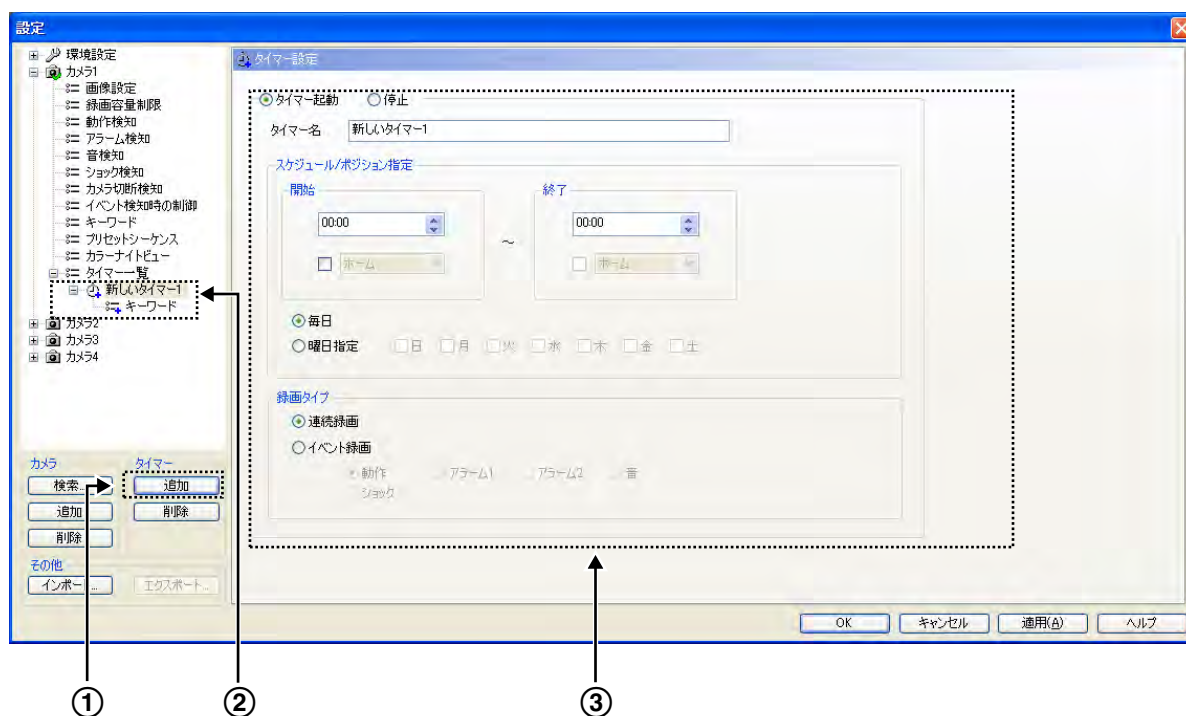 設定
環境設定
カメラ1
画像設定
録画容量制限
動作検知
アラーム検知
音検知
ショック検知
カメラ切断検知
イベント検知時の制御
キーワード
プリセットシーケンス
カラーナイトビュー
タイマー一覧
新しいタイマー1
キーワード
カメラ2
カメラ3
カメラ4
カメラ タイマー
検索... 追加
追加 削除
削除
その他
インポート... エクスポート...
タイマー設定
タイマー起動 停止
タイマー名 新しいタイマー1
スケジュール/ポジション指定
開始 終了
00:00 00:00
～
ホーム ホーム
毎日
曜日指定 日 月 火 水 木 金 土
録画タイプ
連続録画
イベント録画
動作 アラーム1 アラーム2 音
ショック
OK キャンセル 適用(A) ヘルプ
① ② ③